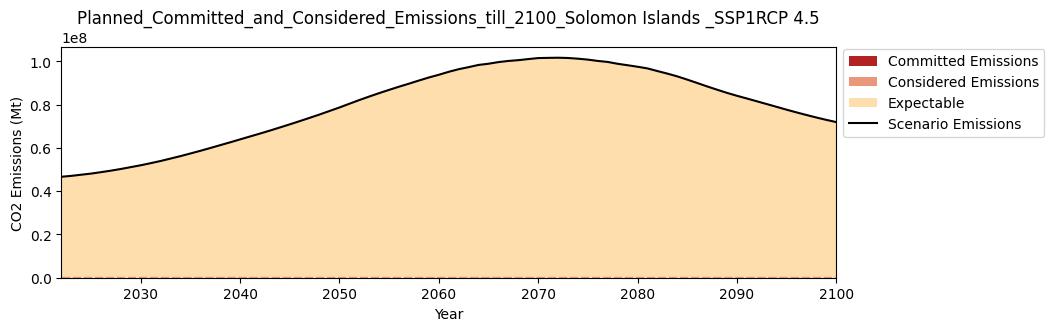 Planned_Committed_and_Considered_Emissions_till_2100_Solomon Islands _SSP1RCP 4.5
1e8
1.0
0.8
0.6
0.4
0.2
0.0
CO2 Emissions (Mt)
2030 2040 2050 2060 2070 2080 2090 2100
Year
Committed Emissions
Considered Emissions
Expectable
Scenario Emissions